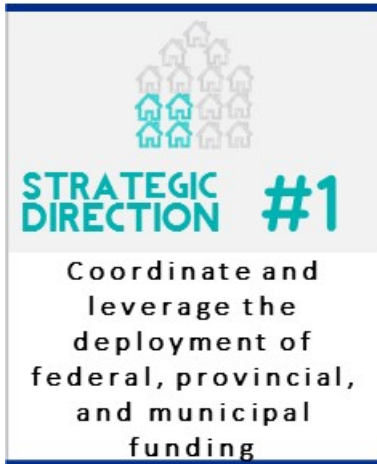 STRATEGIC
DIRECTION #1
Coordinate and
leverage the
deployment of
federal, provincial,
and municipal
funding